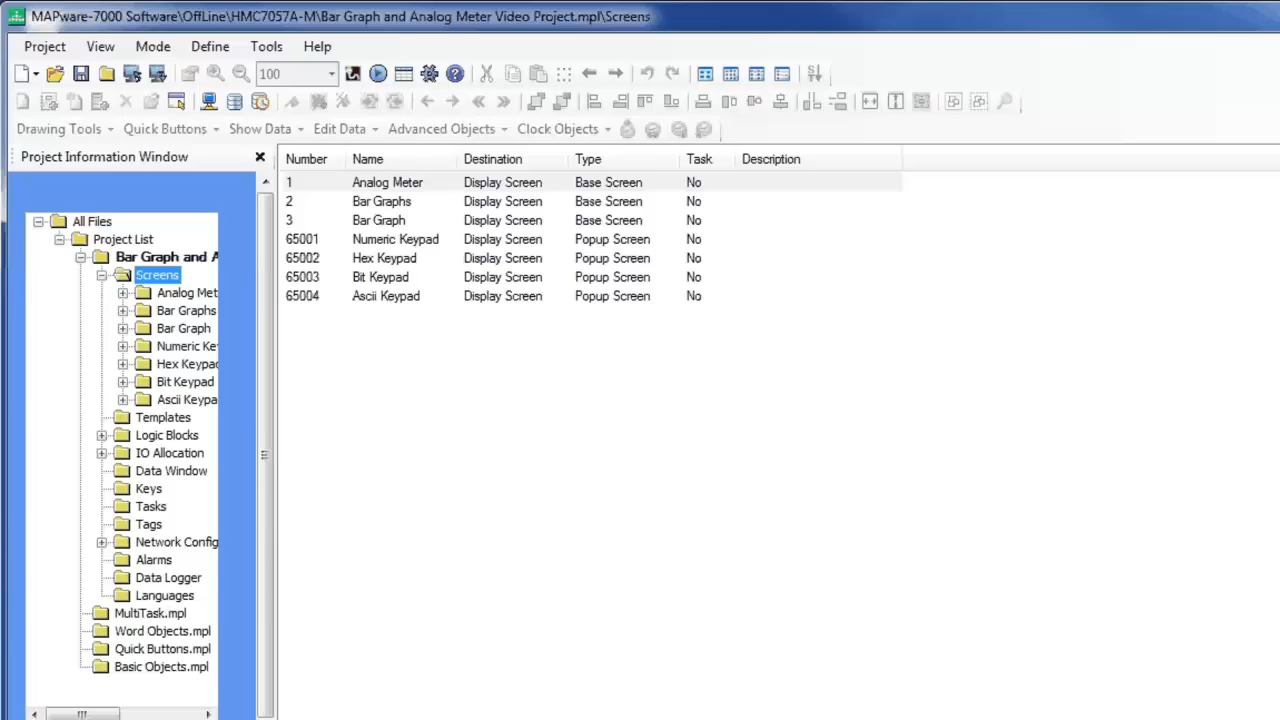 MAPware-7000 Software\OffLine\HMC7057A-M\Bar Graph and Analog Meter Video Project.mpl\Screens
Project View Mode Define Tools Help
100
Drawing Tools Quick Buttons Show Data Edit Data Advanced Objects Clock Objects
Project Information Window
All Files
Project List
Bar Graph and A
Screens
Analog Met
Bar Graphs
Bar Graph
Numeric Ke
Hex Keypad
Bit Keypad
Ascii Keypa
Templates
Logic Blocks
IO Allocation
Data Window
Keys
Tasks
Tags
Network Config
Alarms
Data Logger
Languages
MultiTask.mpl
Word Objects.mpl
Quick Buttons.mpl
Basic Objects.mpl
Number Name Destination Type Task Description
1 Analog Meter Display Screen Base Screen No
2 Bar Graphs Display Screen Base Screen No
3 Bar Graph Display Screen Base Screen No
65001 Numeric Keypad Display Screen Popup Screen No
65002 Hex Keypad Display Screen Popup Screen No
65003 Bit Keypad Display Screen Popup Screen No
65004 Ascii Keypad Display Screen Popup Screen No